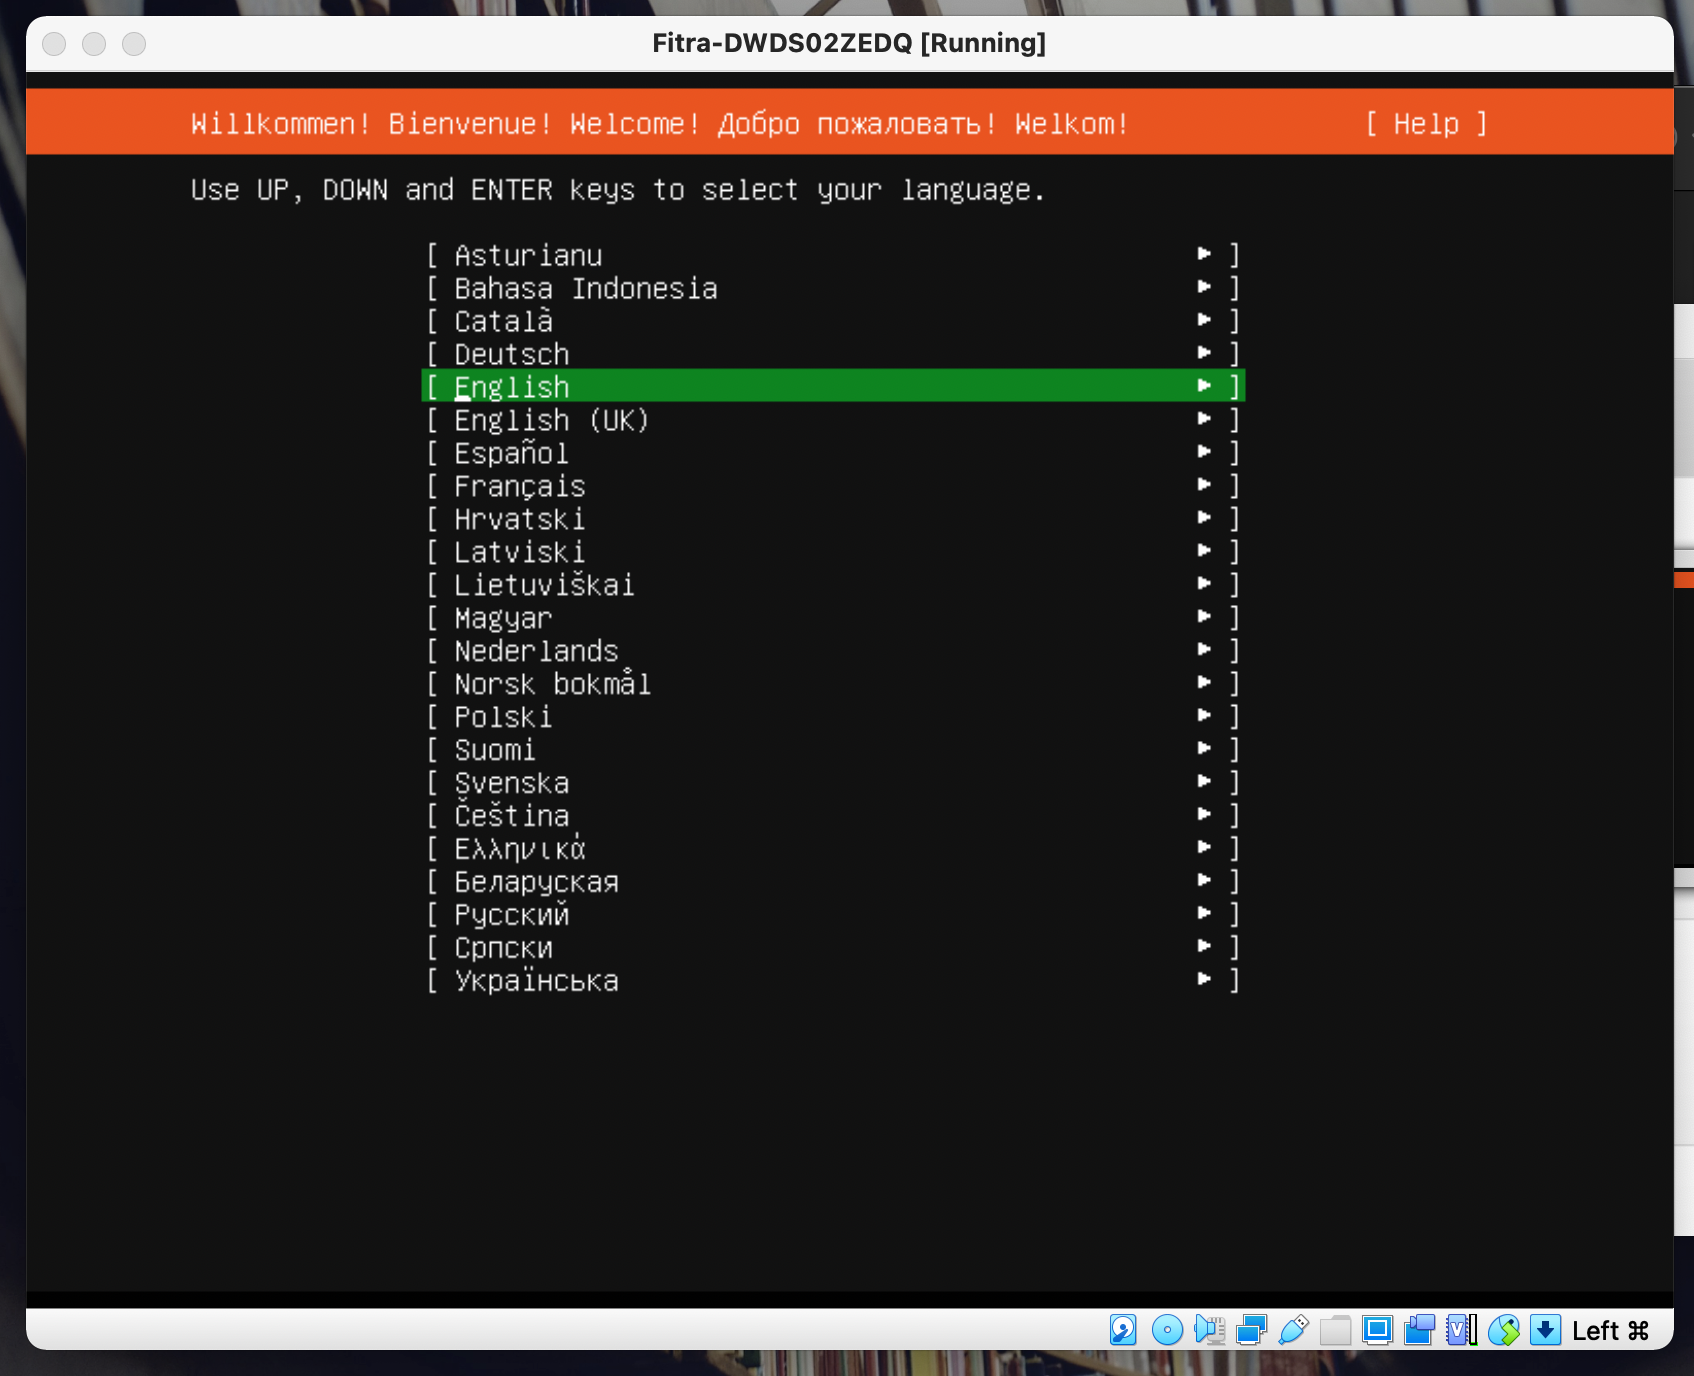 Fitra-DWDS02ZEDQ [Running]
Willkommen! Bienvenue! Welcome! Добро пожаловать! Welkom! [ Help ]
Use UP, DOWN and ENTER keys to select your language.
[ Asturianu ► ]
[ Bahasa Indonesia ► ]
[ Català ► ]
[ Deutsch ► ]
[ English ► ]
[ English (UK) ► ]
[ Español ► ]
[ Français ► ]
[ Hrvatski ► ]
[ Latviski ► ]
[ Lietuviškai ► ]
[ Magyar ► ]
[ Nederlands ► ]
[ Norsk bokmål ► ]
[ Polski ► ]
[ Suomi ► ]
[ Svenska ► ]
[ Čeština ► ]
[ Ελληνικά ► ]
[ Беларуская ► ]
[ Русский ► ]
[ Српски ► ]
[ Українська ► ]
Left ⌘